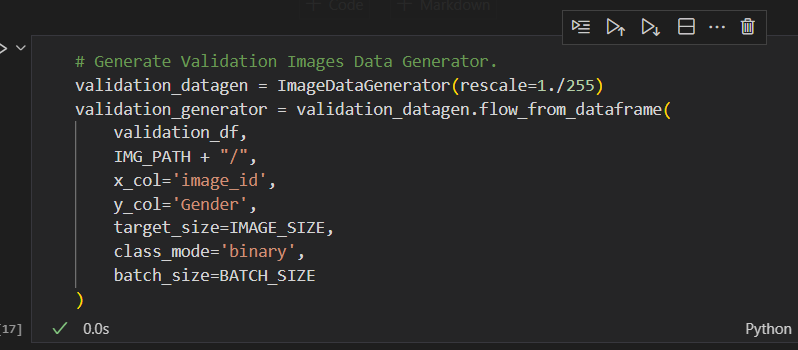 + Code + Markdown
# Generate Validation Images Data Generator.
validation_datagen = ImageDataGenerator(rescale=1./255)
validation_generator = validation_datagen.flow_from_dataframe(
    validation_df,
    IMG_PATH + "/",
    x_col='image_id',
    y_col='Gender',
    target_size=IMAGE_SIZE,
    class_mode='binary',
    batch_size=BATCH_SIZE
)
[17] 0.0s Python